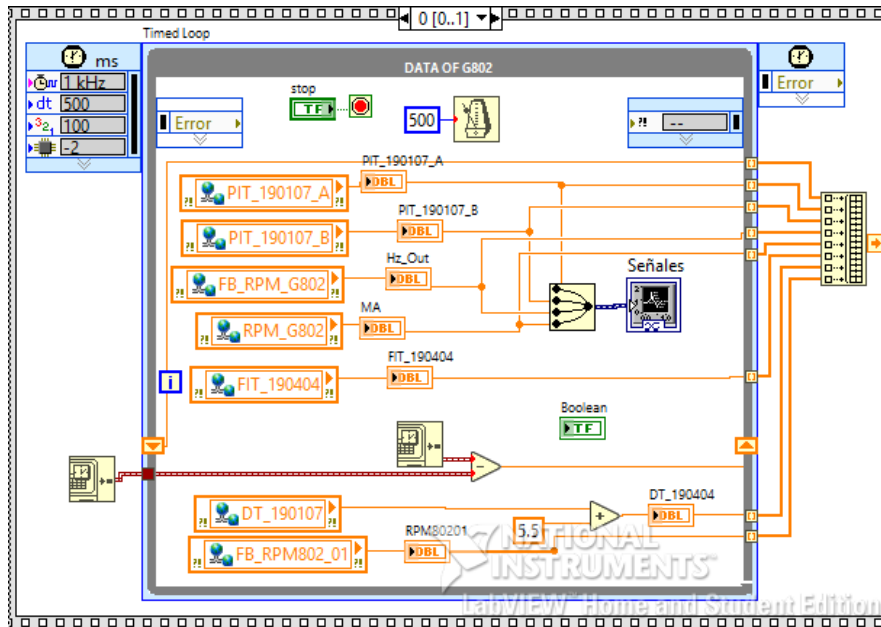 0 [0..1]
Timed Loop
ms
DATA OF G802
1 kHz
Error
dt 500
stop
TF
100
Error
500
?! --
-2
PIT_190107_A
DBL
PIT_190107_A
PIT_190107_B
DBL
PIT_190107_B
Hz_Out
DBL
Señales
FB_RPM_G802
MA
DBL
RPM_G802
FIT_190404
DBL
i
FIT_190404
Boolean
TF
-
DT_190107
DT_190404
DBL
+
5.5
RPM80201
DBL
FB_RPM802_01
NATIONAL
INSTRUMENTS™
LabVIEW™ Home and Student Edition